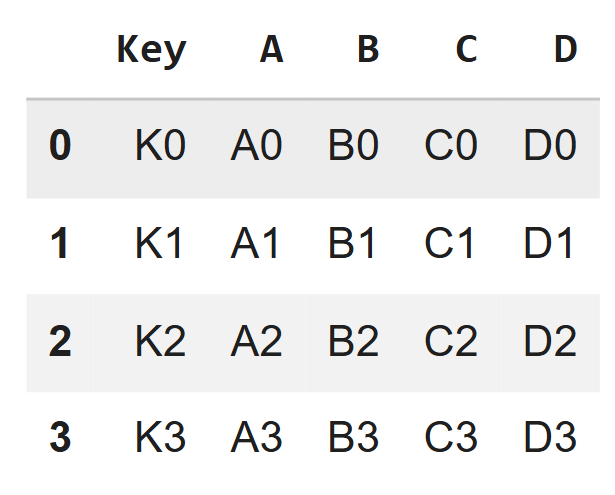 Key A B C D
0 K0 A0 B0 C0 D0
1 K1 A1 B1 C1 D1
2 K2 A2 B2 C2 D2
3 K3 A3 B3 C3 D3